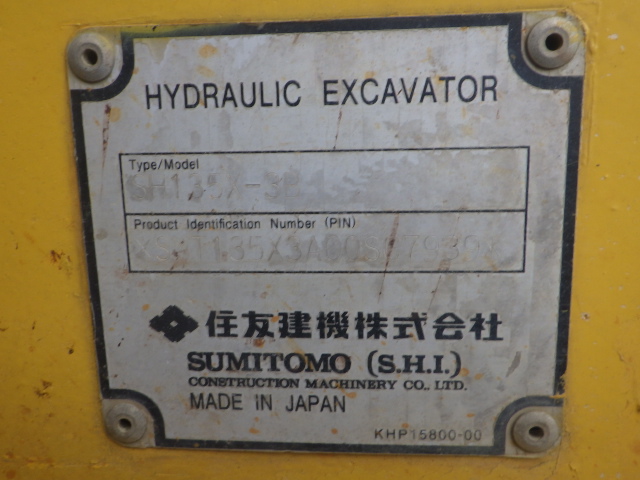 HYDRAULIC EXCAVATOR
Type/Model
Product Identification Number (PIN)
住友建機株式会社
SUMITOMO (S.H.I.)
CONSTRUCTION MACHINERY CO., LTD.
MADE IN JAPAN
KHP15800-00